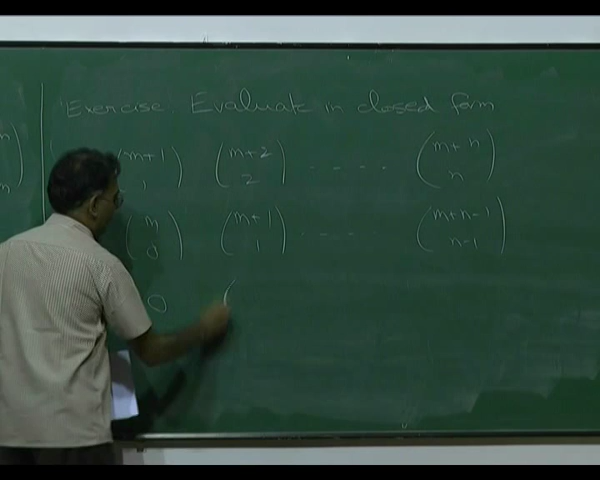 Exercise Evaluate in closed form
(m+1 1) (m+2 2) . . . . . (m+n n)
(m 0) (m+1 1) . . . . (m+n-1 n-1)
0 (